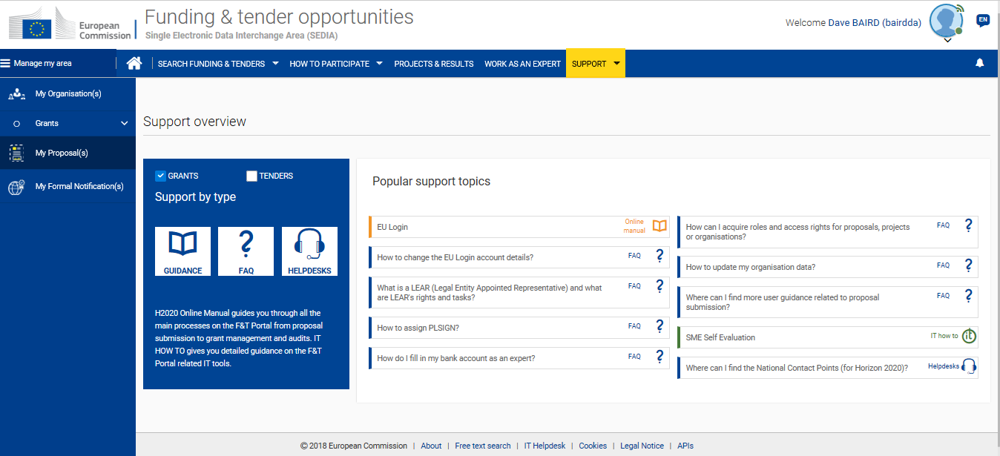 European
Commission
Funding & tender opportunities
Single Electronic Data Interchange Area (SEDIA)
Welcome Dave BAIRD (bairdda)
EN
Manage my area
SEARCH FUNDING & TENDERS
HOW TO PARTICIPATE
PROJECTS & RESULTS
WORK AS AN EXPERT
SUPPORT
My Organisation(s)
Grants
My Proposal(s)
My Formal Notification(s)
Support overview
GRANTS
TENDERS
Support by type
GUIDANCE
FAQ
HELPDESKS
H2020 Online Manual guides you through all the
main processes on the F&T Portal from proposal
submission to grant management and audits. IT
HOW TO gives you detailed guidance on the F&T
Portal related IT tools.
Popular support topics
EU Login
Online
manual
How to change the EU Login account details?
FAQ ?
What is a LEAR (Legal Entity Appointed Representative) and what
are LEAR's rights and tasks?
FAQ ?
How to assign PLSIGN?
FAQ ?
How do I fill in my bank account as an expert?
FAQ ?
How can I acquire roles and access rights for proposals, projects
or organisations?
FAQ ?
How to update my organisation data?
FAQ ?
Where can I find more user guidance related to proposal
submission?
FAQ ?
SME Self Evaluation
IT how to it
Where can I find the National Contact Points (for Horizon 2020)?
Helpdesks
© 2018 European Commission | About | Free text search | IT Helpdesk | Cookies | Legal Notice | APIs